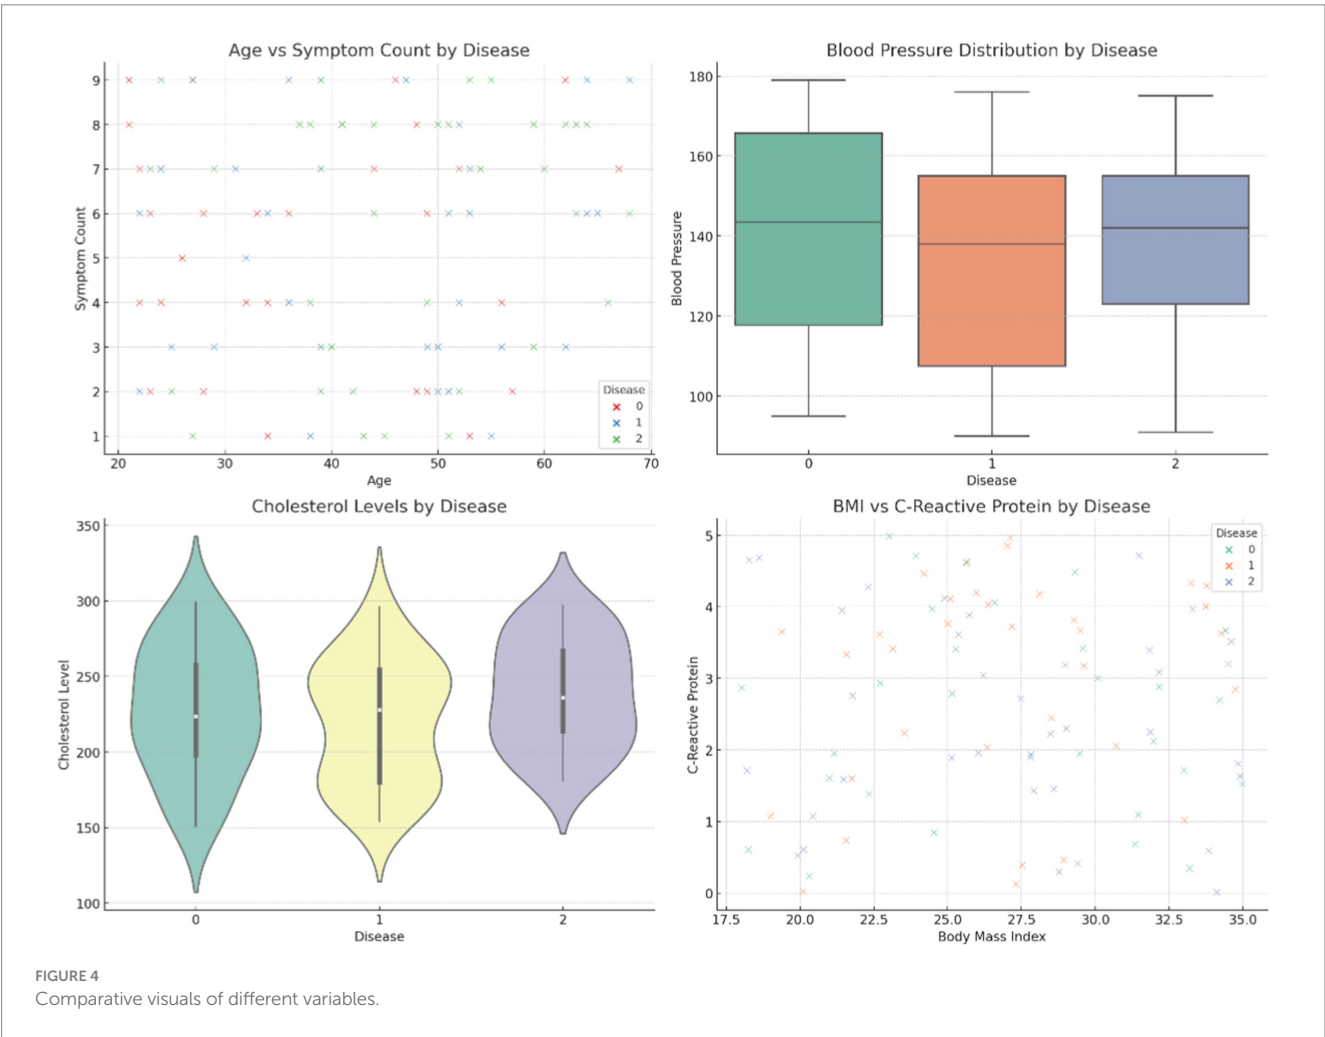 Age vs Symptom Count by Disease
Symptom Count
9
8
7
6
5
4
3
2
1
20 30 40 50 60 70
Age
Disease
0
1
2
Blood Pressure Distribution by Disease
Blood Pressure
180
160
140
120
100
0 1 2
Disease
Cholesterol Levels by Disease
Cholesterol Level
350
300
250
200
150
100
0 1 2
Disease
BMI vs C-Reactive Protein by Disease
C-Reactive Protein
5
4
3
2
1
0
17.5 20.0 22.5 25.0 27.5 30.0 32.5 35.0
Body Mass Index
Disease
0
1
2
FIGURE 4
Comparative visuals of different variables.